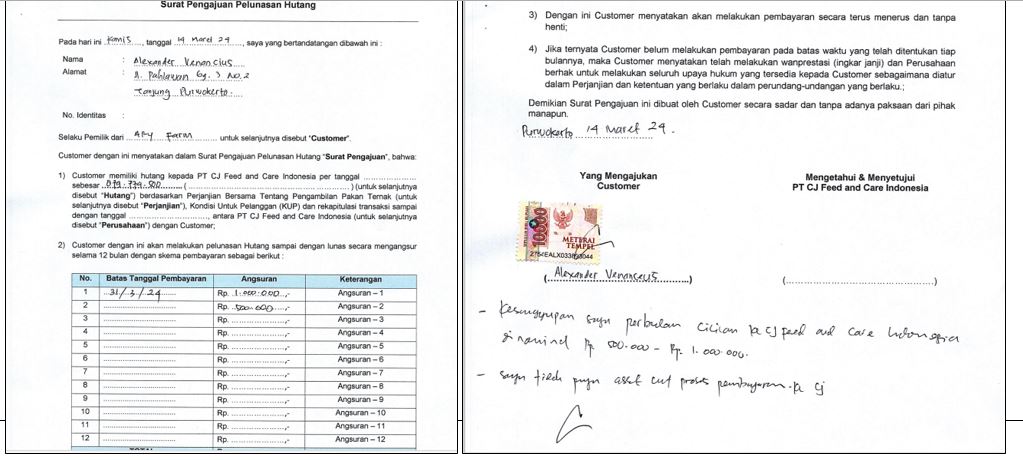 Surat Pengajuan Pelunasan Hutang
Pada hari ini Kamis, tanggal 14 Maret 24, saya yang bertandatangan dibawah ini :
Nama : Alexander Venancius
Alamat : Jl. Pahlawan Gg. 3 No. 2
Tanjung Purwokerto.
No. Identitas :
Selaku Pemilik dari Apy Farm untuk selanjutnya disebut "Customer".
Customer dengan ini menyatakan dalam Surat Pengajuan Pelunasan Hutang "Surat Pengajuan", bahwa:
1) Customer memiliki hutang kepada PT CJ Feed and Care Indonesia per tanggal ....................
sebesar ( .................... ) (untuk selanjutnya
disebut "Hutang") berdasarkan Perjanjian Bersama Tentang Pengambilan Pakan Ternak (untuk
selanjutnya disebut "Perjanjian"), Kondisi Untuk Pelanggan (KUP) dan rekapitulasi transaksi sampai
dengan tanggal ...................., antara PT CJ Feed and Care Indonesia (untuk selanjutnya
disebut "Perusahaan") dengan Customer;
2) Customer dengan ini akan melakukan pelunasan Hutang sampai dengan lunas secara mengangsur
selama 12 bulan dengan skema pembayaran sebagai berikut :
No. Batas Tanggal Pembayaran Angsuran Keterangan
1 31/3/24 Rp. 1.000.000,- Angsuran – 1
2 .................... Rp. 500.000,- Angsuran – 2
3 .................... Rp. ....................,- Angsuran – 3
4 .................... Rp. ....................,- Angsuran – 4
5 .................... Rp. ....................,- Angsuran – 5
6 .................... Rp. ....................,- Angsuran – 6
7 .................... Rp. ....................,- Angsuran – 7
8 .................... Rp. ....................,- Angsuran – 8
9 .................... Rp. ....................,- Angsuran – 9
10 .................... Rp. ....................,- Angsuran – 10
11 .................... Rp. ....................,- Angsuran – 11
12 .................... Rp. ....................,- Angsuran – 12
3) Dengan ini Customer menyatakan akan melakukan pembayaran secara terus menerus dan tanpa
henti;
4) Jika ternyata Customer belum melakukan pembayaran pada batas waktu yang telah ditentukan tiap
bulannya, maka Customer menyatakan telah melakukan wanprestasi (ingkar janji) dan Perusahaan
berhak untuk melakukan seluruh upaya hukum yang tersedia kepada Customer sebagaimana diatur
dalam Perjanjian dan ketentuan yang berlaku dalam perundang-undangan yang berlaku.;
Demikian Surat Pengajuan ini dibuat oleh Customer secara sadar dan tanpa adanya paksaan dari pihak
manapun.
Purwokerto 14 Maret 24.
Yang Mengajukan
Customer
Mengetahui & Menyetujui
PT CJ Feed and Care Indonesia
10000
METERAI
TEMPEL
(Alexander Venancius)
(........................................)
- Kesanggupan saya perbulan Cicilan ke CJ feed and Care Indonesia
dinominal Rp 500.000 – Rp. 1.000.000.
- saya tidak punya asset utk proses pembayaran ke CJ